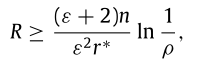 R ≥ (ε + 2)n / ε²r* ln 1/ρ,